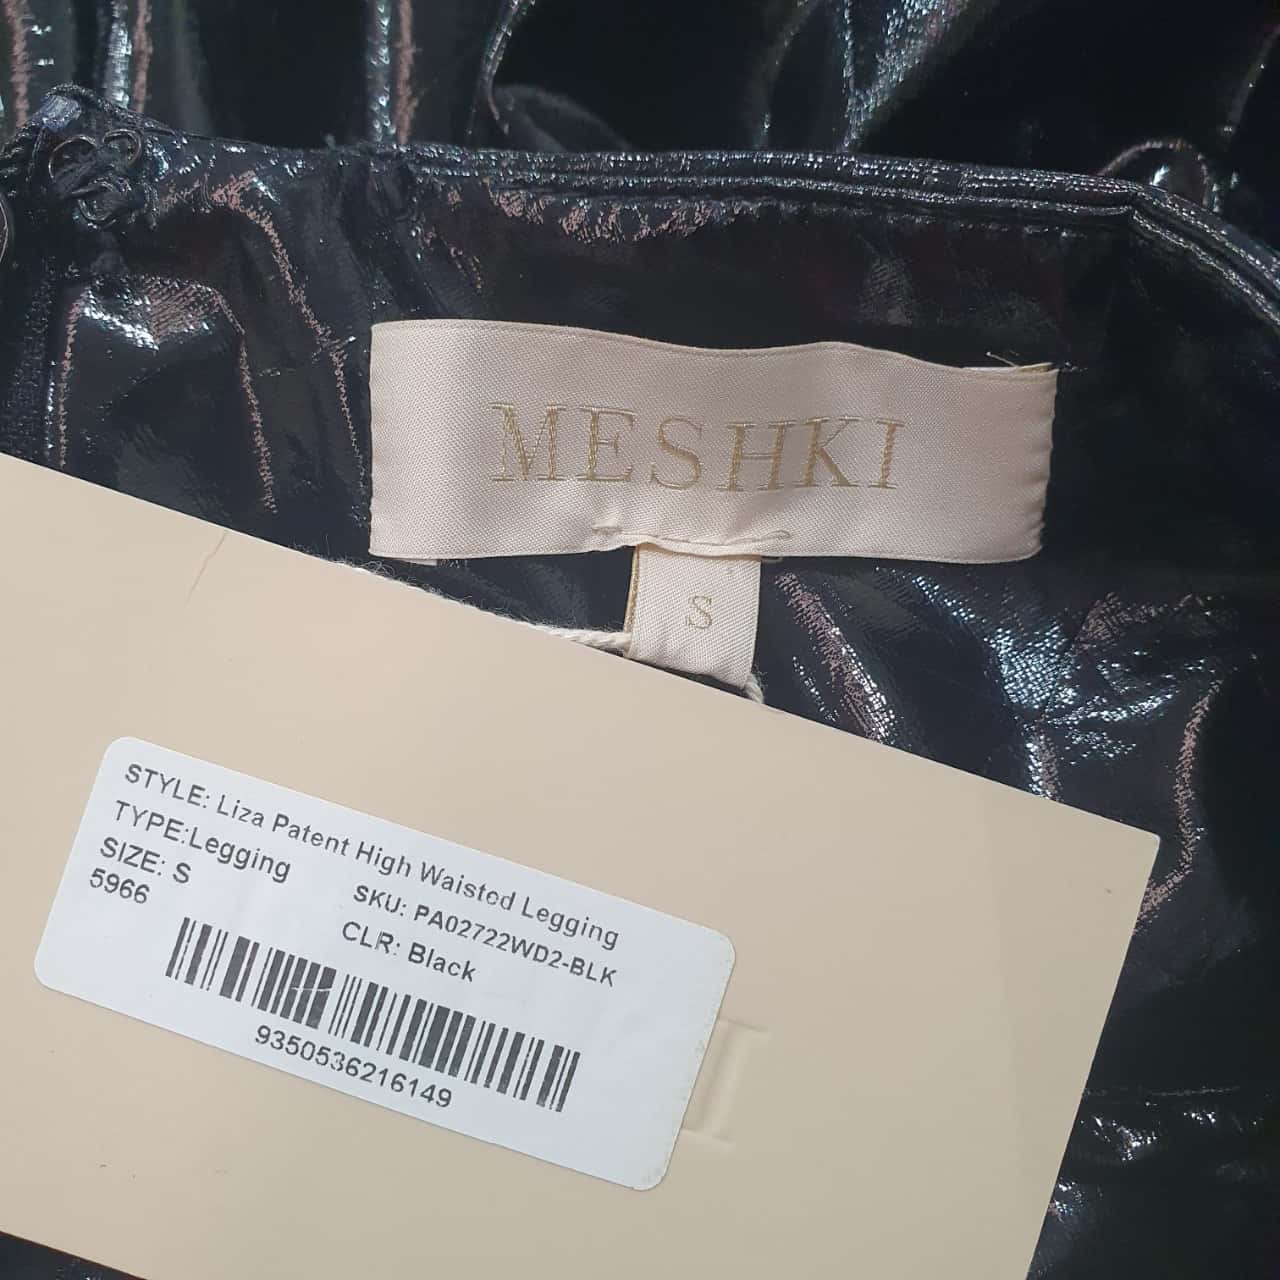 MESHKI
S
STYLE: Liza Patent High Waisted Legging
TYPE:Legging
SKU: PA02722WD2-BLK
SIZE: S
CLR: Black
5966
9350536216149